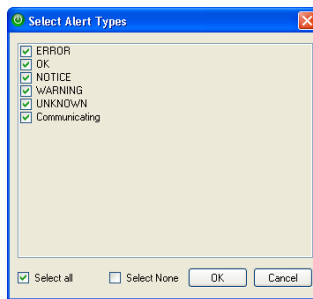 Select Alert Types
ERROR
OK
NOTICE
WARNING
UNKNOWN
Communicating
Select all Select None OK Cancel